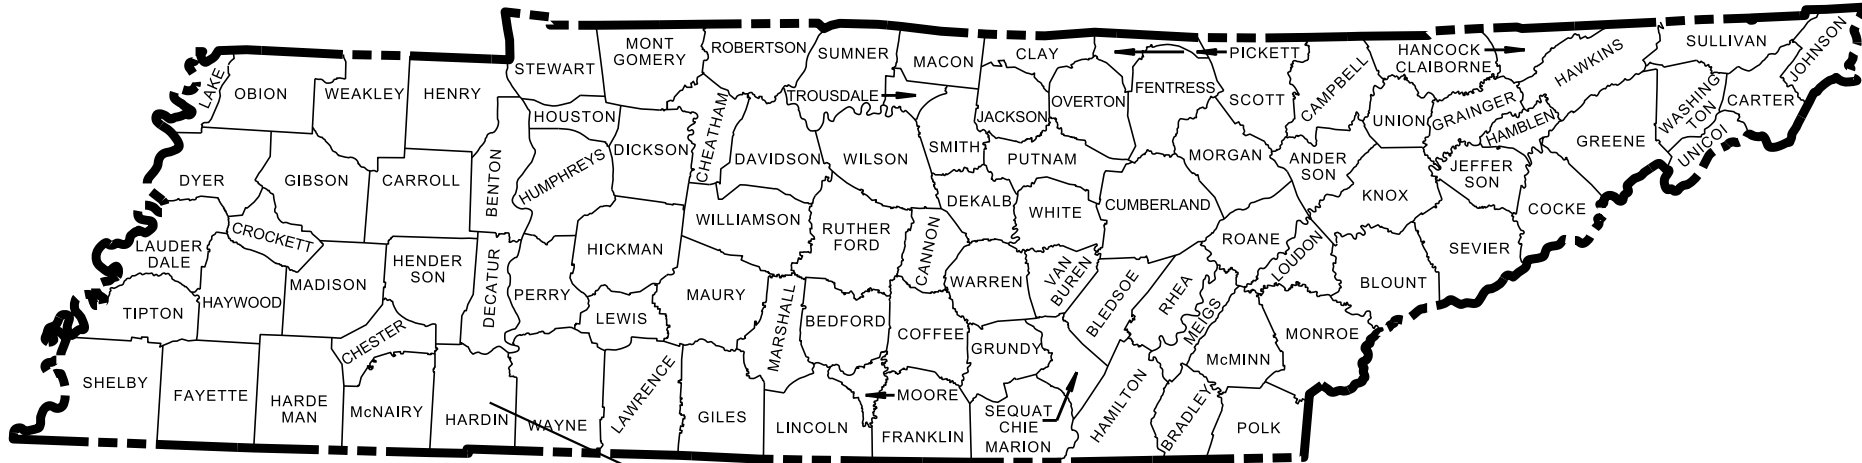 MONT
GOMERY
ROBERTSON
SUMNER
MACON
CLAY
PICKETT
HANCOCK
CLAIBORNE
SULLIVAN
JOHNSON
STEWART
HAWKINS
LAKE
OBION
WEAKLEY
HENRY
TROUSDALE
OVERTON
FENTRESS
SCOTT
CAMPBELL
UNION
GRAINGER
HAMBLEN
WASHING
TON
CARTER
UNICOI
HOUSTON
CHEATHAM
JACKSON
DICKSON
DAVIDSON
WILSON
SMITH
PUTNAM
MORGAN
ANDER
SON
JEFFER
SON
GREENE
DYER
GIBSON
CARROLL
BENTON
HUMPHREYS
DEKALB
WHITE
CUMBERLAND
KNOX
COCKE
WILLIAMSON
RUTHER
FORD
CANNON
ROANE
LOUDON
SEVIER
LAUDER
DALE
CROCKETT
HENDER
SON
DECATUR
HICKMAN
MADISON
HAYWOOD
TIPTON
PERRY
LEWIS
MAURY
MARSHALL
BEDFORD
COFFEE
WARREN
VAN
BUREN
BLEDSOE
RHEA
MEIGS
BLOUNT
MONROE
McMINN
GRUNDY
CHESTER
SHELBY
FAYETTE
HARDE
MAN
McNAIRY
HARDIN
WAYNE
LAWRENCE
GILES
LINCOLN
MOORE
FRANKLIN
SEQUAT
CHIE
MARION
HAMILTON
BRADLEY
POLK